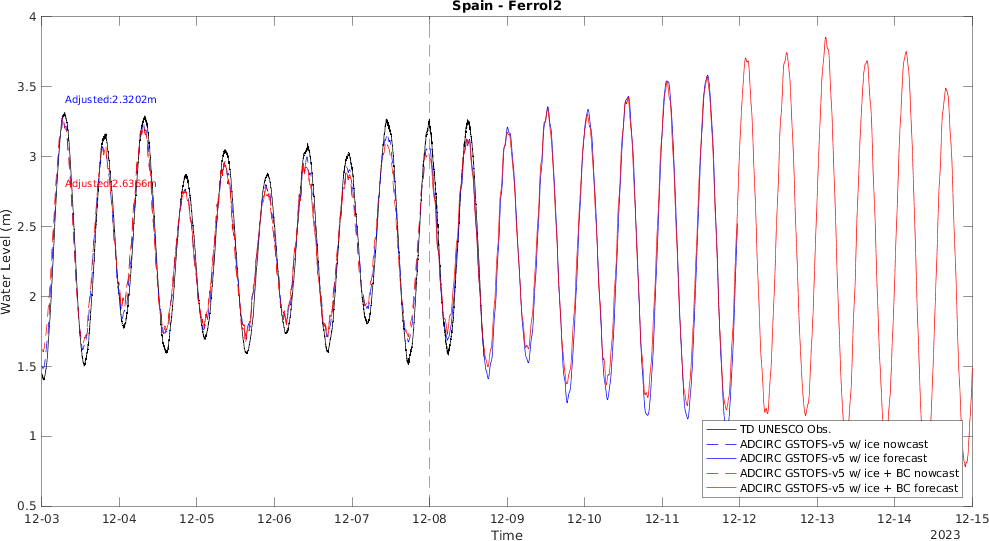 Spain - Ferrol2
4
3.5
3
2.5
2
1.5
1
0.5
Water Level (m)
Adjusted:2.3202m
Adjusted:2.6366m
TD UNESCO Obs.
ADCIRC GSTOFS-v5 w/ ice nowcast
ADCIRC GSTOFS-v5 w/ ice forecast
ADCIRC GSTOFS-v5 w/ ice + BC nowcast
ADCIRC GSTOFS-v5 w/ ice + BC forecast
12-03 12-04 12-05 12-06 12-07 12-08 12-09 12-10 12-11 12-12 12-13 12-14 12-15
Time
2023